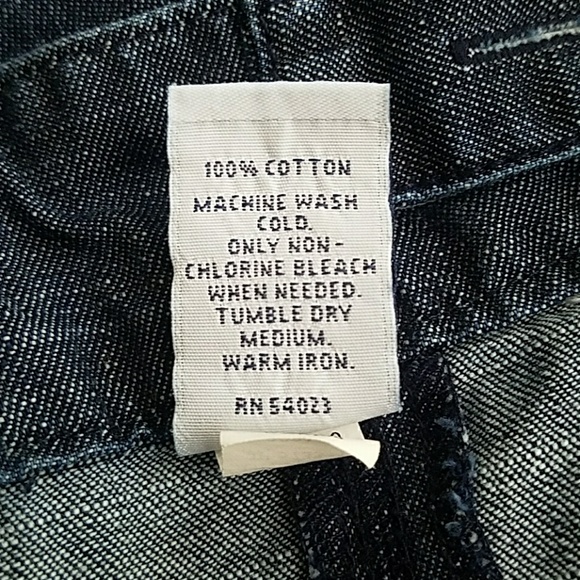 100% COTTON
MACHINE WASH
COLD.
ONLY NON-
CHLORINE BLEACH
WHEN NEEDED.
TUMBLE DRY
MEDIUM.
WARM IRON.
RN 54023